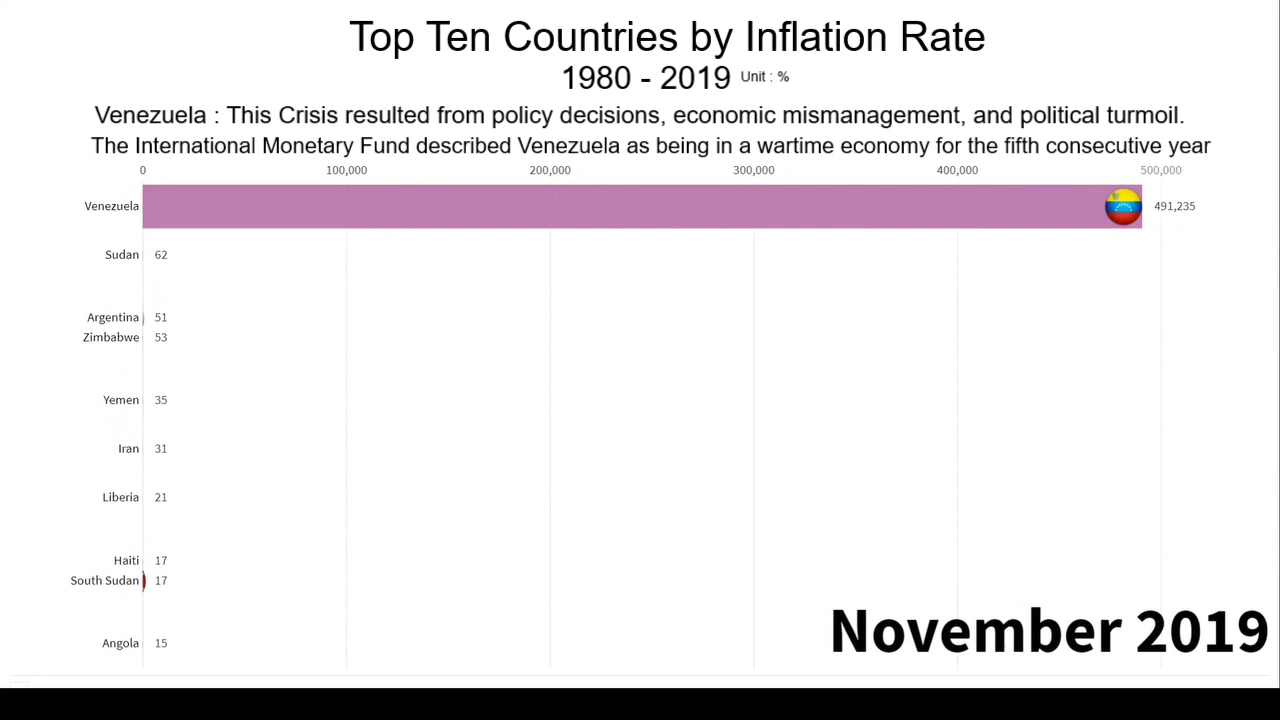 Top Ten Countries by Inflation Rate
1980 - 2019 Unit : %
Venezuela : This Crisis resulted from policy decisions, economic mismanagement, and political turmoil.
The International Monetary Fund described Venezuela as being in a wartime economy for the fifth consecutive year
0 100,000 200,000 300,000 400,000 500,000
Venezuela 491,235
Sudan 62
Argentina 51
Zimbabwe 53
Yemen 35
Iran 31
Liberia 21
Haiti 17
South Sudan 17
Angola 15
November 2019